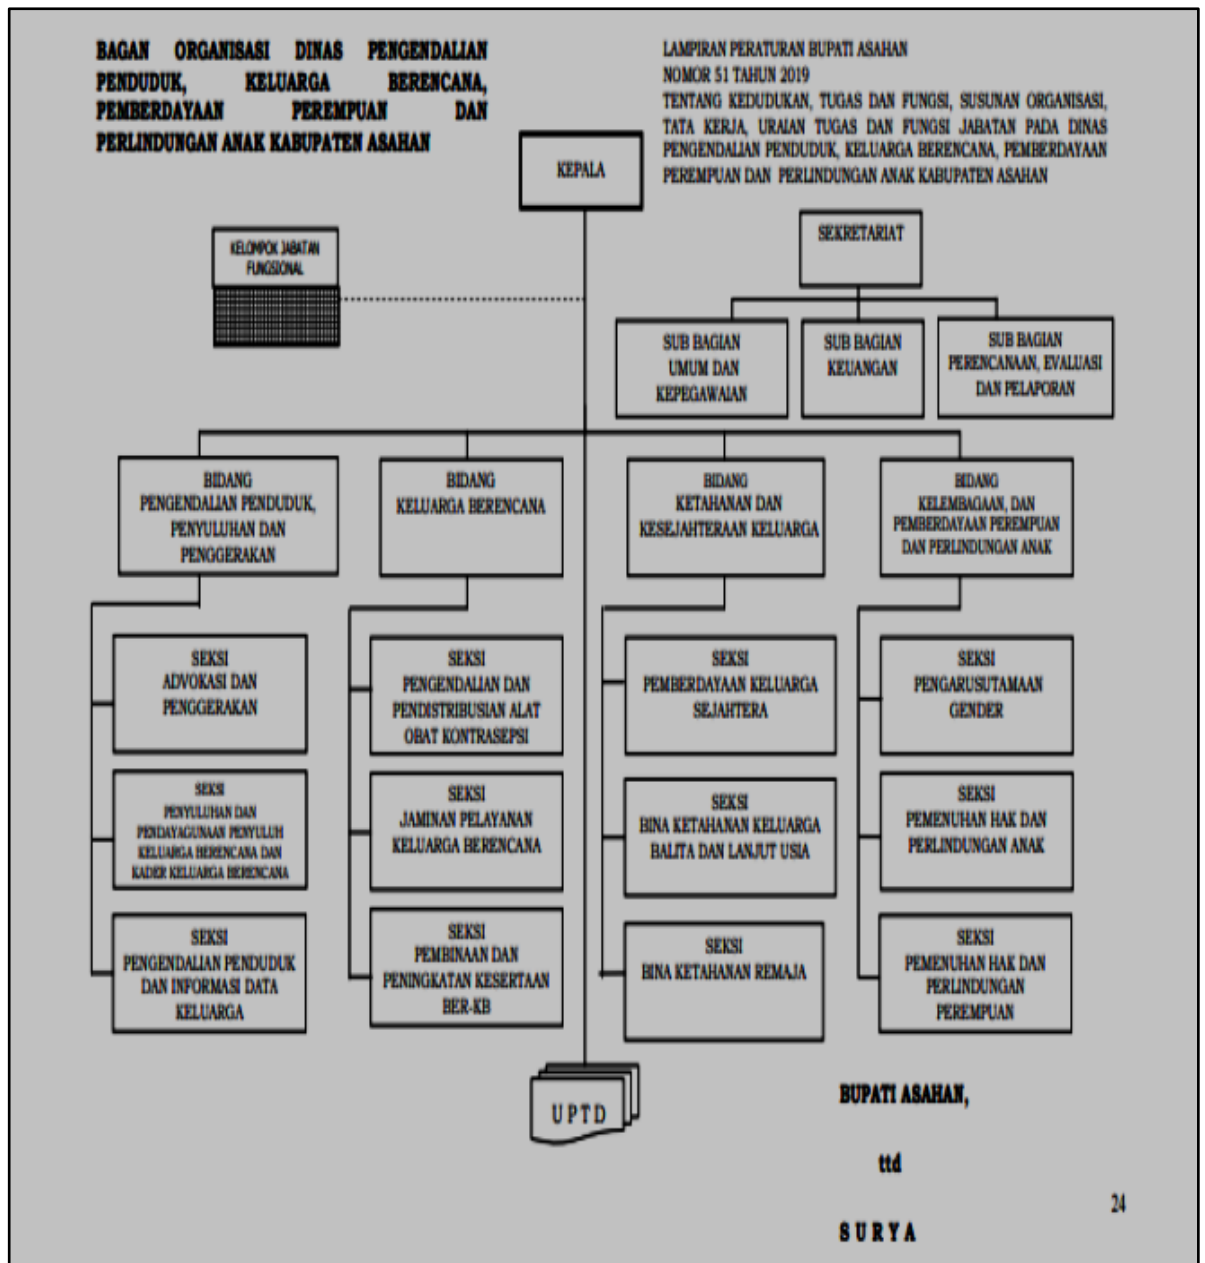 BAGAN ORGANISASI DINAS PENGENDALIAN
PENDUDUK, KELUARGA BERENCANA,
PEMBERDAYAAN PEREMPUAN DAN
PERLINDUNGAN ANAK KABUPATEN ASAHAN
LAMPIRAN PERATURAN BUPATI ASAHAN
NOMOR 51 TAHUN 2019
TENTANG KEDUDUKAN, TUGAS DAN FUNGSI, SUSUNAN ORGANISASI,
TATA KERJA, URAIAN TUGAS DAN FUNGSI JABATAN PADA DINAS
PENGENDALIAN PENDUDUK, KELUARGA BERENCANA, PEMBERDAYAAN
PEREMPUAN DAN PERLINDUNGAN ANAK KABUPATEN ASAHAN
KEPALA
KELOMPOK JABATAN
FUNGSIONAL
SEKRETARIAT
SUB BAGIAN
UMUM DAN
KEPEGAWAIAN
SUB BAGIAN
KEUANGAN
SUB BAGIAN
PERENCANAAN, EVALUASI
DAN PELAPORAN
BIDANG
PENGENDALIAN PENDUDUK,
PENYULUHAN DAN
PENGGERAKAN
BIDANG
KELUARGA BERENCANA
BIDANG
KETAHANAN DAN
KESEJAHTERAAN KELUARGA
BIDANG
KELEMBAGAAN, DAN
PEMBERDAYAAN PEREMPUAN
DAN PERLINDUNGAN ANAK
SEKSI
ADVOKASI DAN
PENGGERAKAN
SEKSI
PENGENDALIAN DAN
PENDISTRIBUSIAN ALAT
OBAT KONTRASEPSI
SEKSI
PEMBERDAYAAN KELUARGA
SEJAHTERA
SEKSI
PENGARUSUTAMAAN
GENDER
SEKSI
PENYULUHAN DAN
PENDAYAGUNAAN PENYULUH
KELUARGA BERENCANA DAN
KADER KELUARGA BERENCANA
SEKSI
JAMINAN PELAYANAN
KELUARGA BERENCANA
SEKSI
BINA KETAHANAN KELUARGA
BALITA DAN LANJUT USIA
SEKSI
PEMENUHAN HAK DAN
PERLINDUNGAN ANAK
SEKSI
PENGENDALIAN PENDUDUK
DAN INFORMASI DATA
KELUARGA
SEKSI
PEMBINAAN DAN
PENINGKATAN KESERTAAN
BER-KB
SEKSI
BINA KETAHANAN REMAJA
SEKSI
PEMENUHAN HAK DAN
PERLINDUNGAN
PEREMPUAN
UPTD
BUPATI ASAHAN,
ttd
SURYA
24